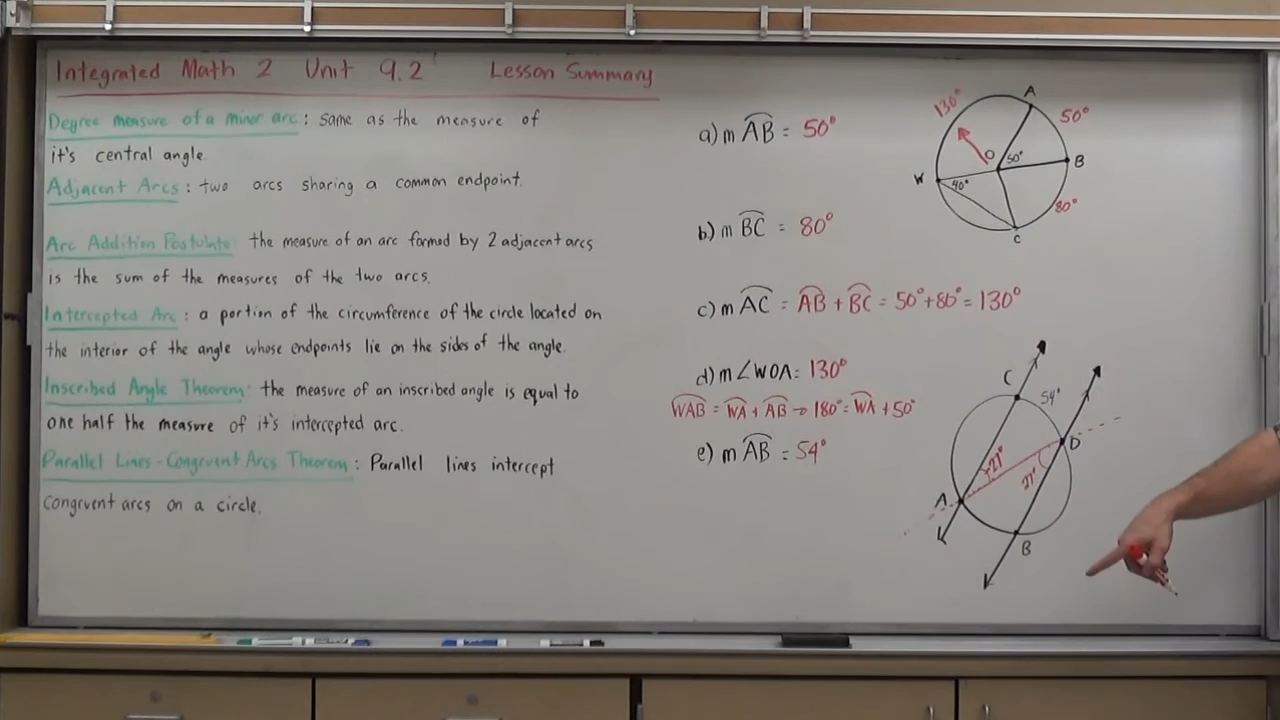 Integrated Math 2 Unit 9.2 Lesson Summary
Degree measure of a minor arc: same as the measure of
it's central angle.
Adjacent Arcs: two arcs sharing a common endpoint.
Arc Addition Postulate: the measure of an arc formed by 2 adjacent arcs
is the sum of the measures of the two arcs.
Intercepted Arc: a portion of the circumference of the circle located on
the interior of the angle whose endpoints lie on the sides of the angle.
Inscribed Angle Theorem: the measure of an inscribed angle is equal to
one half the measure of it's intercepted arc.
Parallel Lines-Congruent Arcs Theorem: Parallel lines intercept
congruent arcs on a circle.
a) m AB = 50°
b) m BC = 80°
c) m AC = AB + BC = 50°+80°= 130°
d) m∠WOA= 130°
WAB = WA + AB → 180°= WA + 50°
e) m AB = 54°
130°
A
50°
O
50°
B
W
40°
80°
C
C
54°
D
27°
27°
A
B